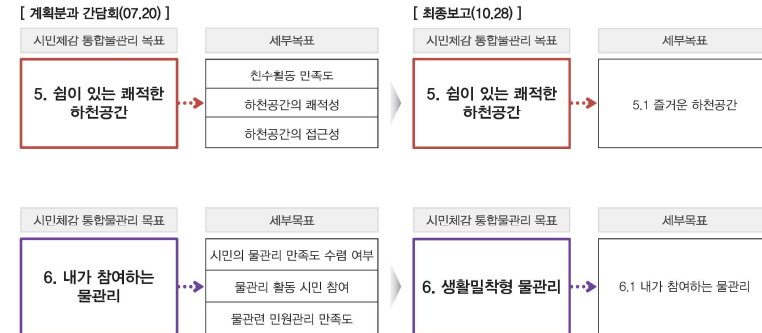 [ 계획분과 간담회(07.20) ]
시민체감 통합물관리 목표
세부목표
5. 쉼이 있는 쾌적한
하천공간
친수활동 만족도
하천공간의 쾌적성
하천공간의 접근성
[ 최종보고(10.28) ]
시민체감 통합물관리 목표
세부목표
5. 쉼이 있는 쾌적한
하천공간
5.1 즐거운 하천공간
시민체감 통합물관리 목표
세부목표
6. 내가 참여하는
물관리
시민의 물관리 만족도 수렴 여부
물관리 활동 시민 참여
물관련 민원관리 만족도
시민체감 통합물관리 목표
세부목표
6. 생활밀착형 물관리
6.1 내가 참여하는 물관리